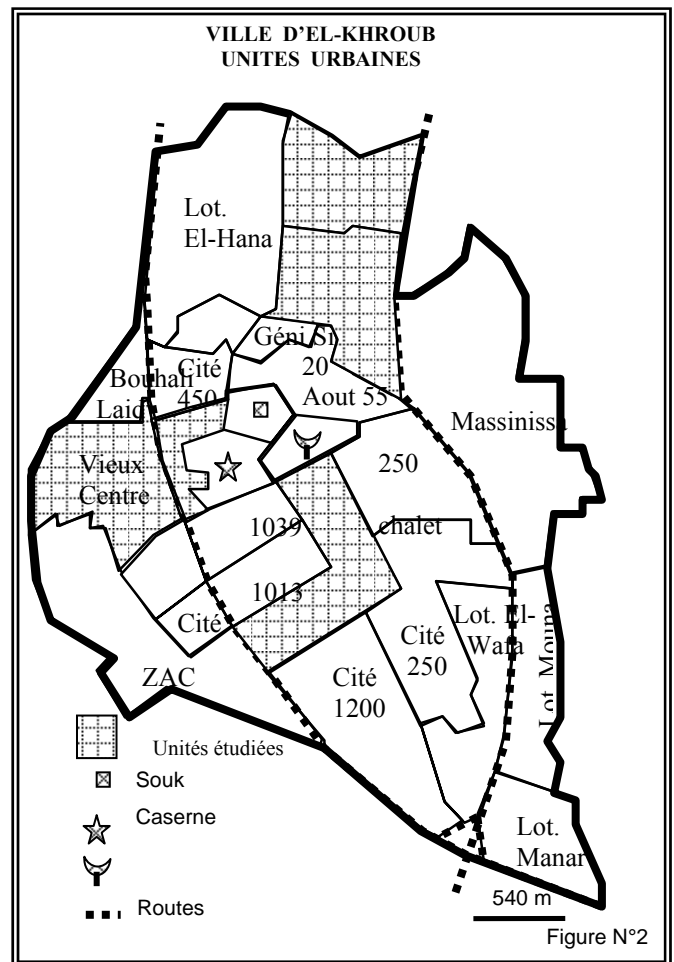 VILLE D'EL-KHROUB
UNITES URBAINES
Lot.
El-Hana
Géni Si
20
Aout 55
Cité
450
Bouhali
Laid
Massinissa
Vieux
Centre
250
chalet
1039
1013
Cité
Lot. El-
Wafa
Cité
250
Lot. Mouna
ZAC
Cité
1200
Lot.
Manar
Unités étudiées
Souk
Caserne
Routes
540 m
Figure N°2